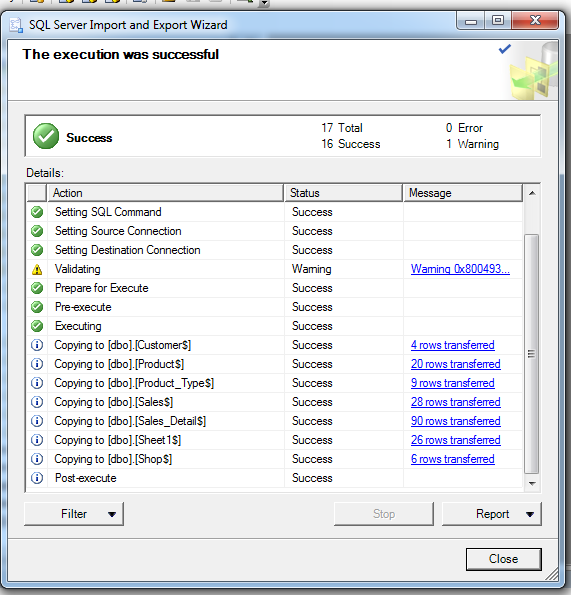 SQL Server Import and Export Wizard
The execution was successful
Success
17 Total 0 Error
16 Success 1 Warning
Details:
Action Status Message
Setting SQL Command Success
Setting Source Connection Success
Setting Destination Connection Success
Validating Warning Warning 0x800493...
Prepare for Execute Success
Pre-execute Success
Executing Success
Copying to [dbo].[Customer$] Success 4 rows transferred
Copying to [dbo].[Product$] Success 20 rows transferred
Copying to [dbo].[Product_Type$] Success 9 rows transferred
Copying to [dbo].[Sales$] Success 28 rows transferred
Copying to [dbo].[Sales_Detail$] Success 90 rows transferred
Copying to [dbo].[Sheet1$] Success 26 rows transferred
Copying to [dbo].[Shop$] Success 6 rows transferred
Post-execute Success
Filter Stop Report
Close